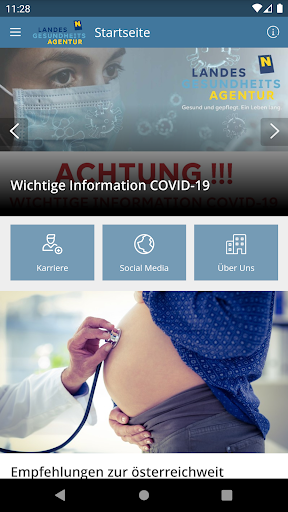 11:28
LANDES
GESUNDHEITS
AGENTUR
N
Startseite
LANDES
GESUNDHEITS
AGENTUR
N
Gesund und gepflegt. Ein Leben lang.
ACHTUNG !!!
Wichtige Information COVID-19
WICHTIGE INFORMATION COVID-19
Karriere
Social Media
Über Uns
Empfehlungen zur österreichweit